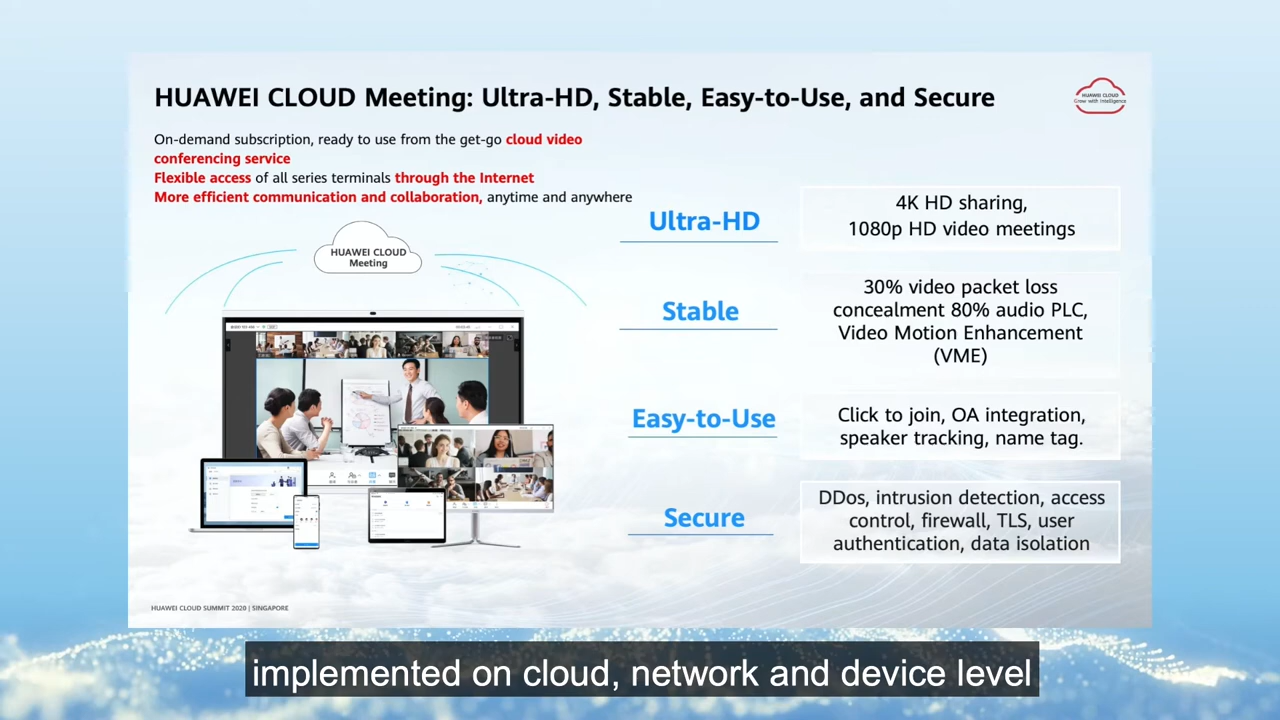 HUAWEI CLOUD Meeting: Ultra-HD, Stable, Easy-to-Use, and Secure
HUAWEI CLOUD
Grow with Intelligence
On-demand subscription, ready to use from the get-go cloud video
conferencing service
Flexible access of all series terminals through the Internet
More efficient communication and collaboration, anytime and anywhere
HUAWEI CLOUD
Meeting
Ultra-HD
4K HD sharing,
1080p HD video meetings
Stable
30% video packet loss
concealment 80% audio PLC,
Video Motion Enhancement
(VME)
Easy-to-Use
Click to join, OA integration,
speaker tracking, name tag.
Secure
DDos, intrusion detection, access
control, firewall, TLS, user
authentication, data isolation
HUAWEI CLOUD SUMMIT 2020 | SINGAPORE
implemented on cloud, network and device level